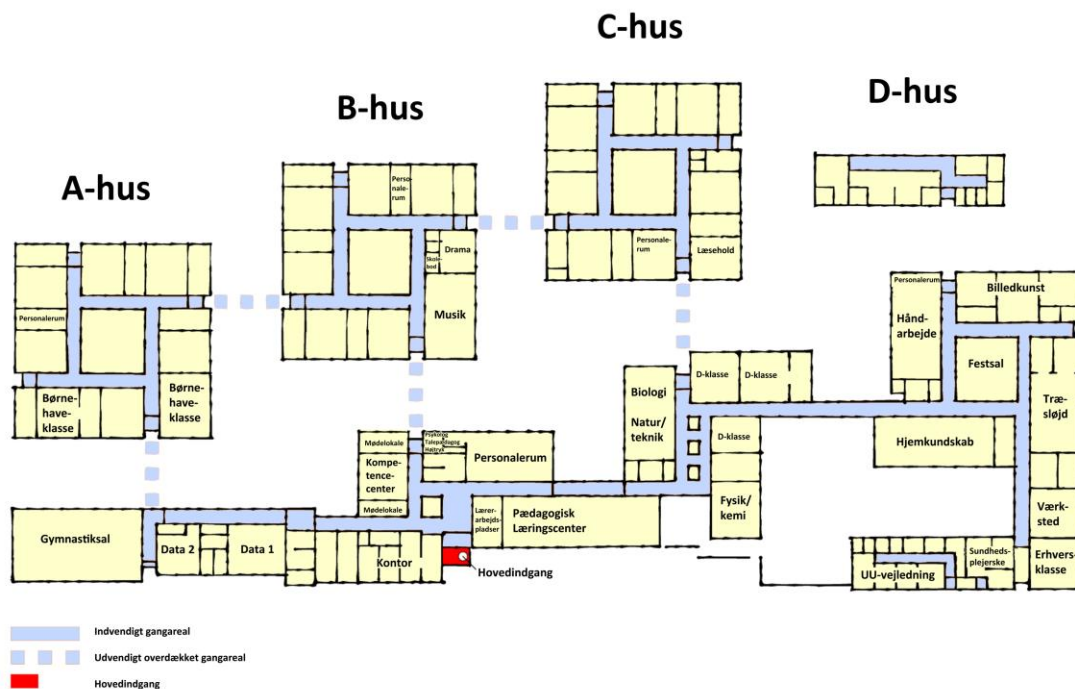 C-hus
B-hus
D-hus
A-hus
Perso-
nale-
rum
Drama
Musik
Personale-
rum
Læsehold
Personalerum
Børne-
have-
klasse
Børne-
have-
klasse
Personalerum
Billedkunst
Hånd-
arbejde
Festsal
Træ-
sløjd
D-klasse
D-klasse
Biologi
Natur/
teknik
D-klasse
Hjemkundskab
Mødelokale
Psykolog
Talepædagog
Personalerum
Kompe-
tence-
center
Mødelokale
Lærer-
arbejds-
pladser
Pædagogisk
Læringscenter
Fysik/
kemi
Værk-
sted
Gymnastiksal
Data 2
Data 1
Kontor
Hovedindgang
UU-vejledning
Sundheds-
plejerske
Erhvervs-
klasse
Indvendigt gangareal
Udvendigt overdækket gangareal
Hovedindgang